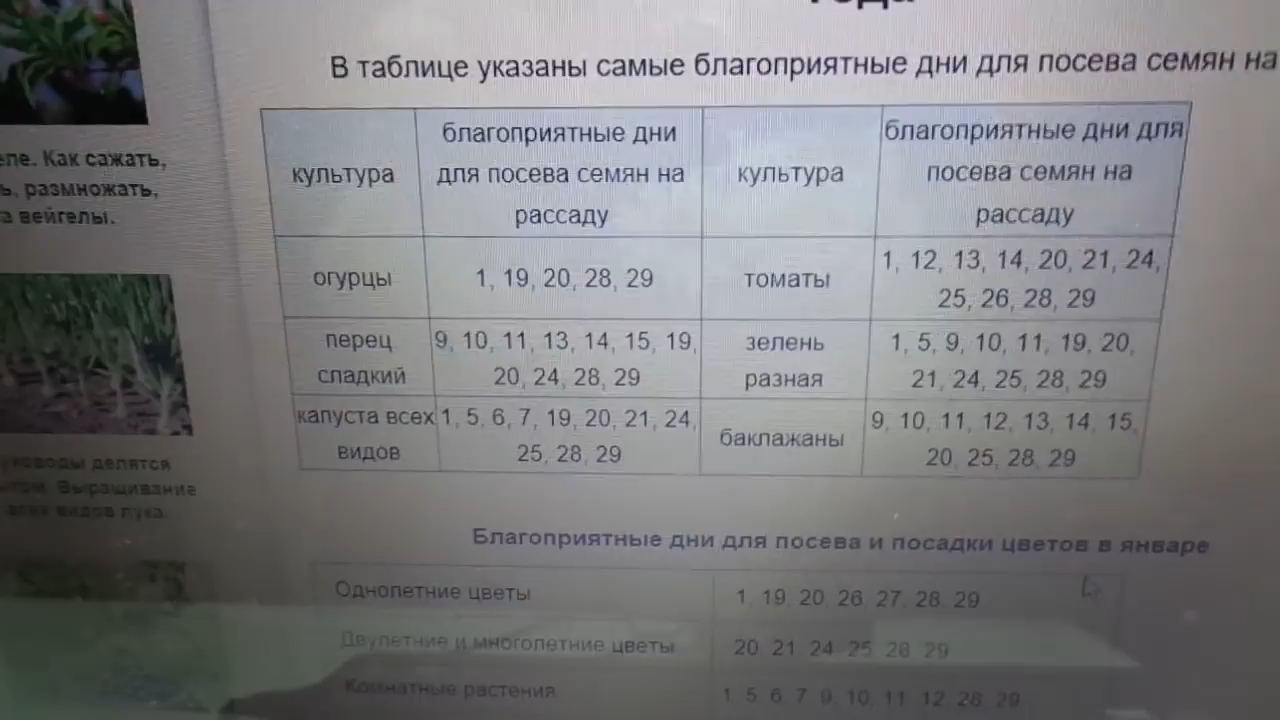 года
В таблице указаны самые благоприятные дни для посева семян на
культура
благоприятные дни
для посева семян на
рассаду
культура
благоприятные дни для
посева семян на
рассаду
огурцы
1, 19, 20, 28, 29
томаты
1, 12, 13, 14, 20, 21, 24,
25, 26, 28, 29
перец
сладкий
9, 10, 11, 13, 14, 15, 19,
20, 24, 28, 29
зелень
разная
1, 5, 9, 10, 11, 19, 20,
21, 24, 25, 28, 29
капуста всех
видов
1, 5, 6, 7, 19, 20, 21, 24,
25, 28, 29
баклажаны
9, 10, 11, 12, 13, 14, 15,
20, 25, 28, 29
Благоприятные дни для посева и посадки цветов в январе
Однолетние цветы
1, 19, 20, 26, 27, 28, 29
Двулетние и многолетние цветы
20, 21, 24, 25, 28, 29
Комнатные растения
1, 5, 6, 7, 9, 10, 11, 12, 28, 29
еле. Как сажать,
ь, размножать,
а вейгелы.
делятся
Выращивание
всех видов лука.